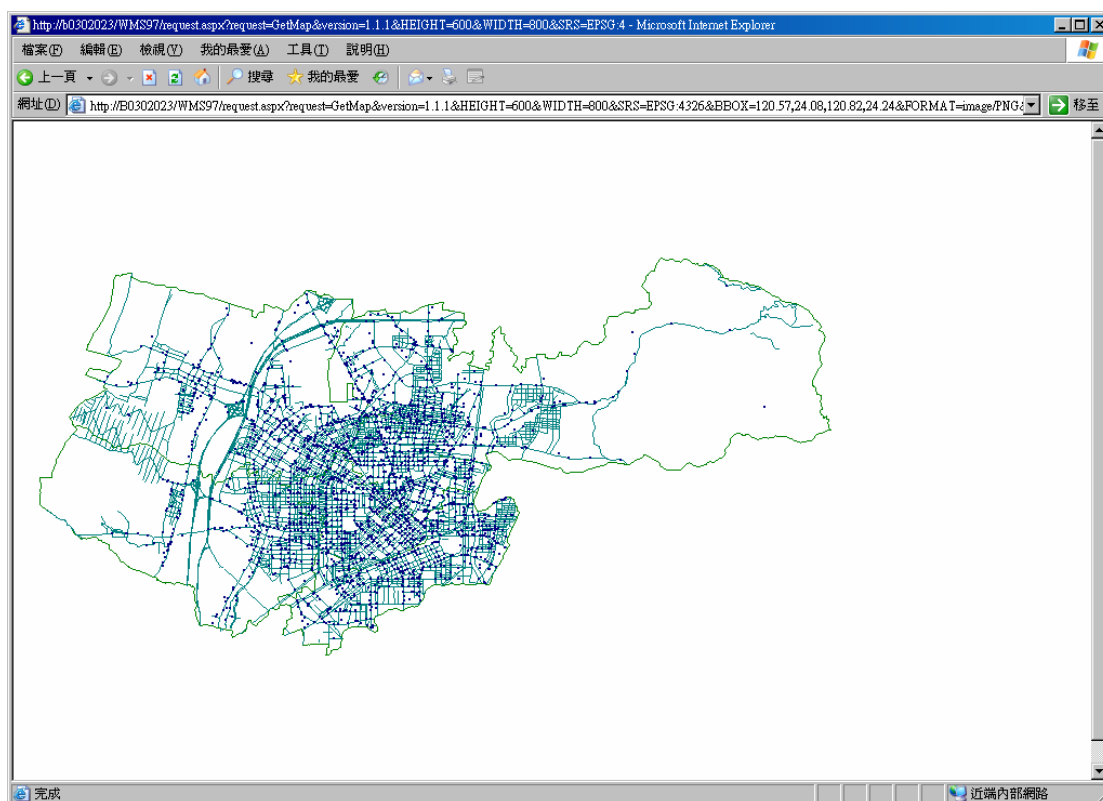 http://b0302023/WMS97/request.aspx?request=GetMap&version=1.1.1&HEIGHT=600&WIDTH=800&SRS=EPSG:4 - Microsoft Internet Explorer
檔案(F) 編輯(E) 檢視(V) 我的最愛(A) 工具(T) 說明(H)
上一頁 搜尋 我的最愛
網址(D) http://B0302023/WMS97/request.aspx?request=GetMap&version=1.1.1&HEIGHT=600&WIDTH=800&SRS=EPSG:4326&BBOX=120.57,24.08,120.82,24.24&FORMAT=image/PNG& 移至
完成 近端內部網路